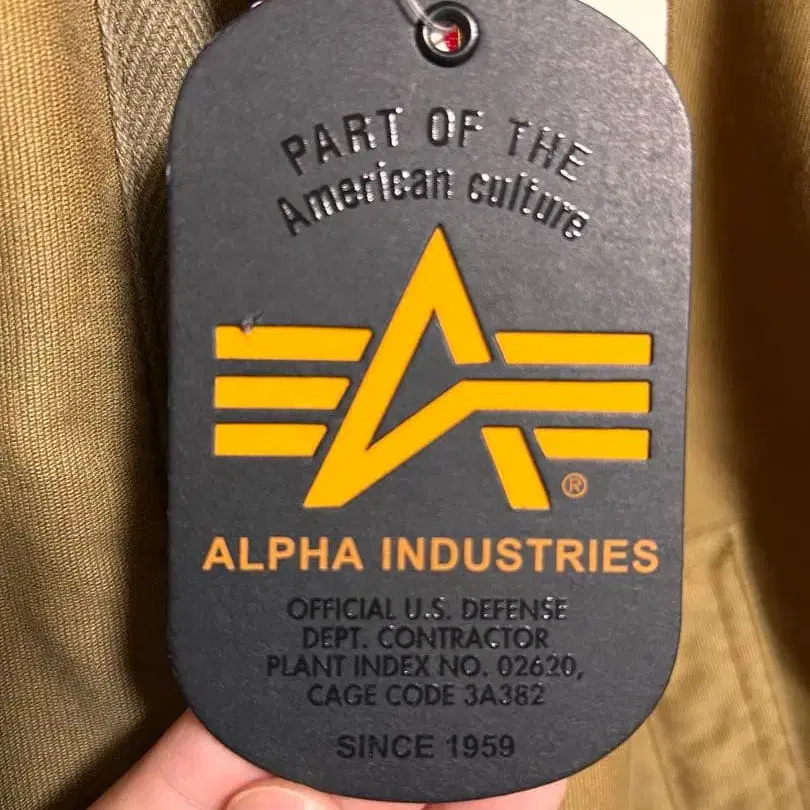 PART OF THE
American culture
®
ALPHA INDUSTRIES
OFFICIAL U.S. DEFENSE
DEPT. CONTRACTOR
PLANT INDEX NO. 02620,
CAGE CODE 3A382
SINCE 1959